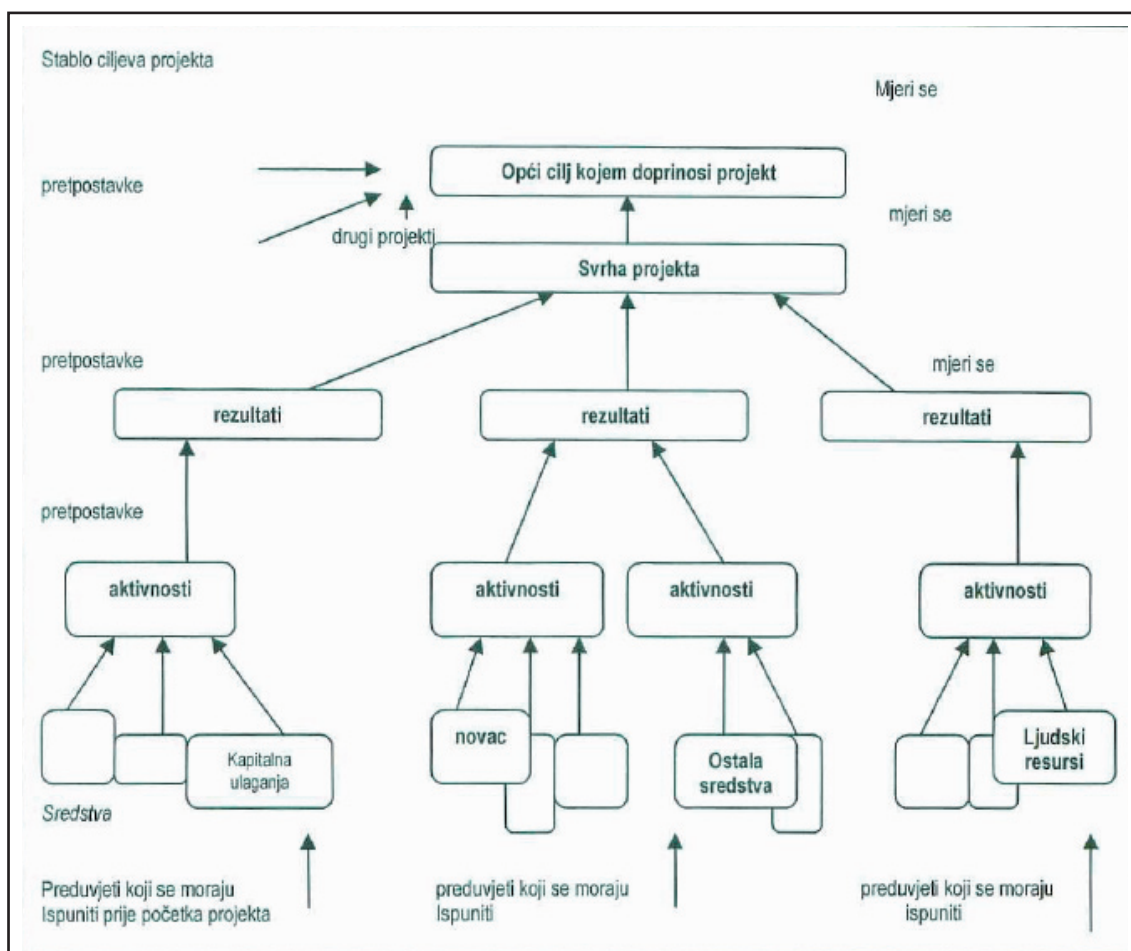 Stablo ciljeva projekta
Mjeri se
Opći cilj kojem doprinosi projekt
pretpostavke
mjeri se
drugi projekti
Svrha projekta
pretpostavke
mjeri se
rezultati
rezultati
rezultati
pretpostavke
aktivnosti
aktivnosti
aktivnosti
aktivnosti
novac
Ljudski
resursi
Kapitalna
ulaganja
Ostala
sredstva
Sredstva
Preduvjeti koji se moraju
Ispuniti prije početka projekta
preduvjeti koji se moraju
Ispuniti
preduvjeti koji se moraju
ispuniti